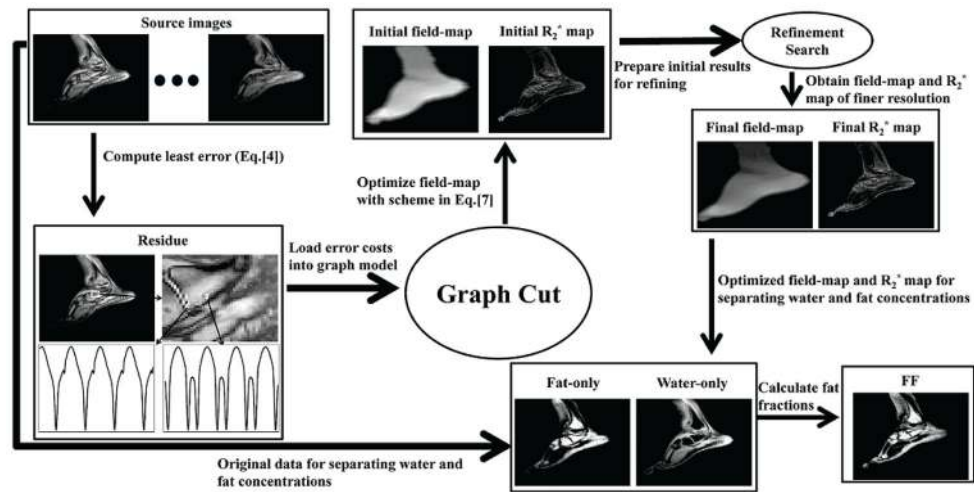 Source images
Compute least error (Eq.[4])
Residue
Load error costs
into graph model
Graph Cut
Optimize field-map
with scheme in Eq.[7]
Initial field-map
Initial R₂* map
Prepare initial results
for refining
Refinement
Search
Obtain field-map and R₂*
map of finer resolution
Final field-map
Final R₂* map
Optimized field-map and R₂* map for
separating water and fat concentrations
Original data for separating water and
fat concentrations
Fat-only
Water-only
Calculate fat
fractions
FF